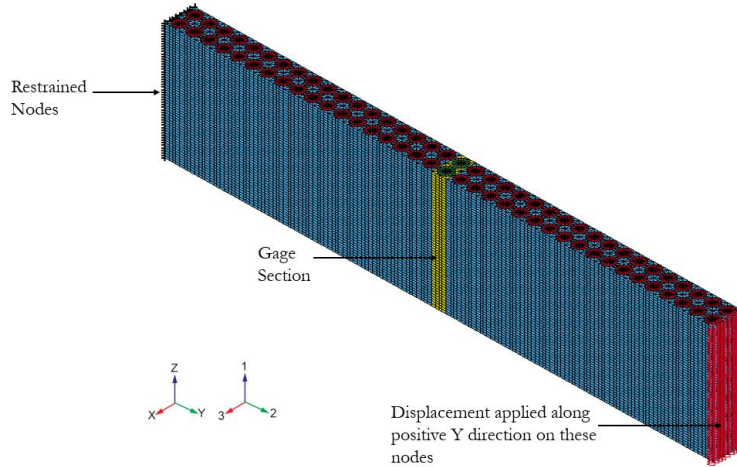 Restrained
Nodes
Gage
Section
Z
X
Y
1
3
2
Displacement applied along
positive Y direction on these
nodes